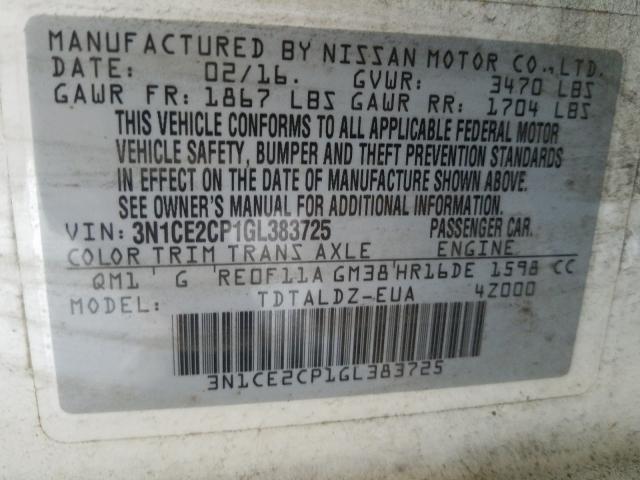 MANUFACTURED BY NISSAN MOTOR CO., LTD.
DATE: 02/16. GVWR: 3470 LBS
GAWR FR: 1867 LBS GAWR RR: 1704 LBS
THIS VEHICLE CONFORMS TO ALL APPLICABLE FEDERAL MOTOR
VEHICLE SAFETY, BUMPER AND THEFT PREVENTION STANDARDS
IN EFFECT ON THE DATE OF MANUFACTURE SHOWN ABOVE.
SEE OWNER'S MANUAL FOR ADDITIONAL INFORMATION.
VIN: 3N1CE2CP1GL383725 PASSENGER CAR.
COLOR TRIM TRANS AXLE ENGINE
QM1 G RE0F11A GM38 HR16DE 1598 CC
MODEL: TDTALDZ-EUA 4Z000
3N1CE2CP1GL383725